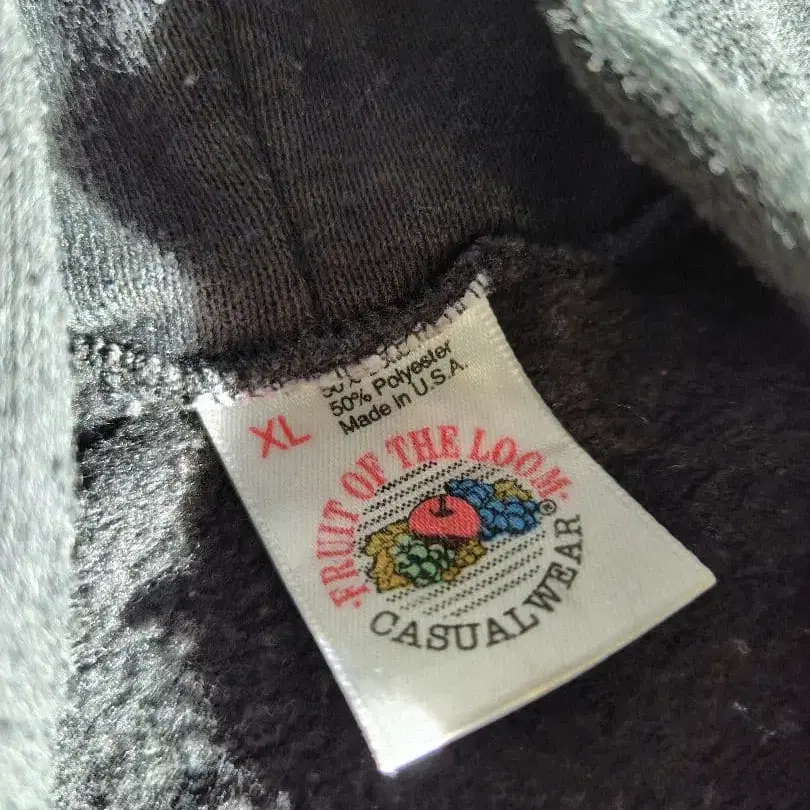 50% Polyester
Made in U.S.A.
XL
FRUIT OF THE LOOM®
CASUALWEAR